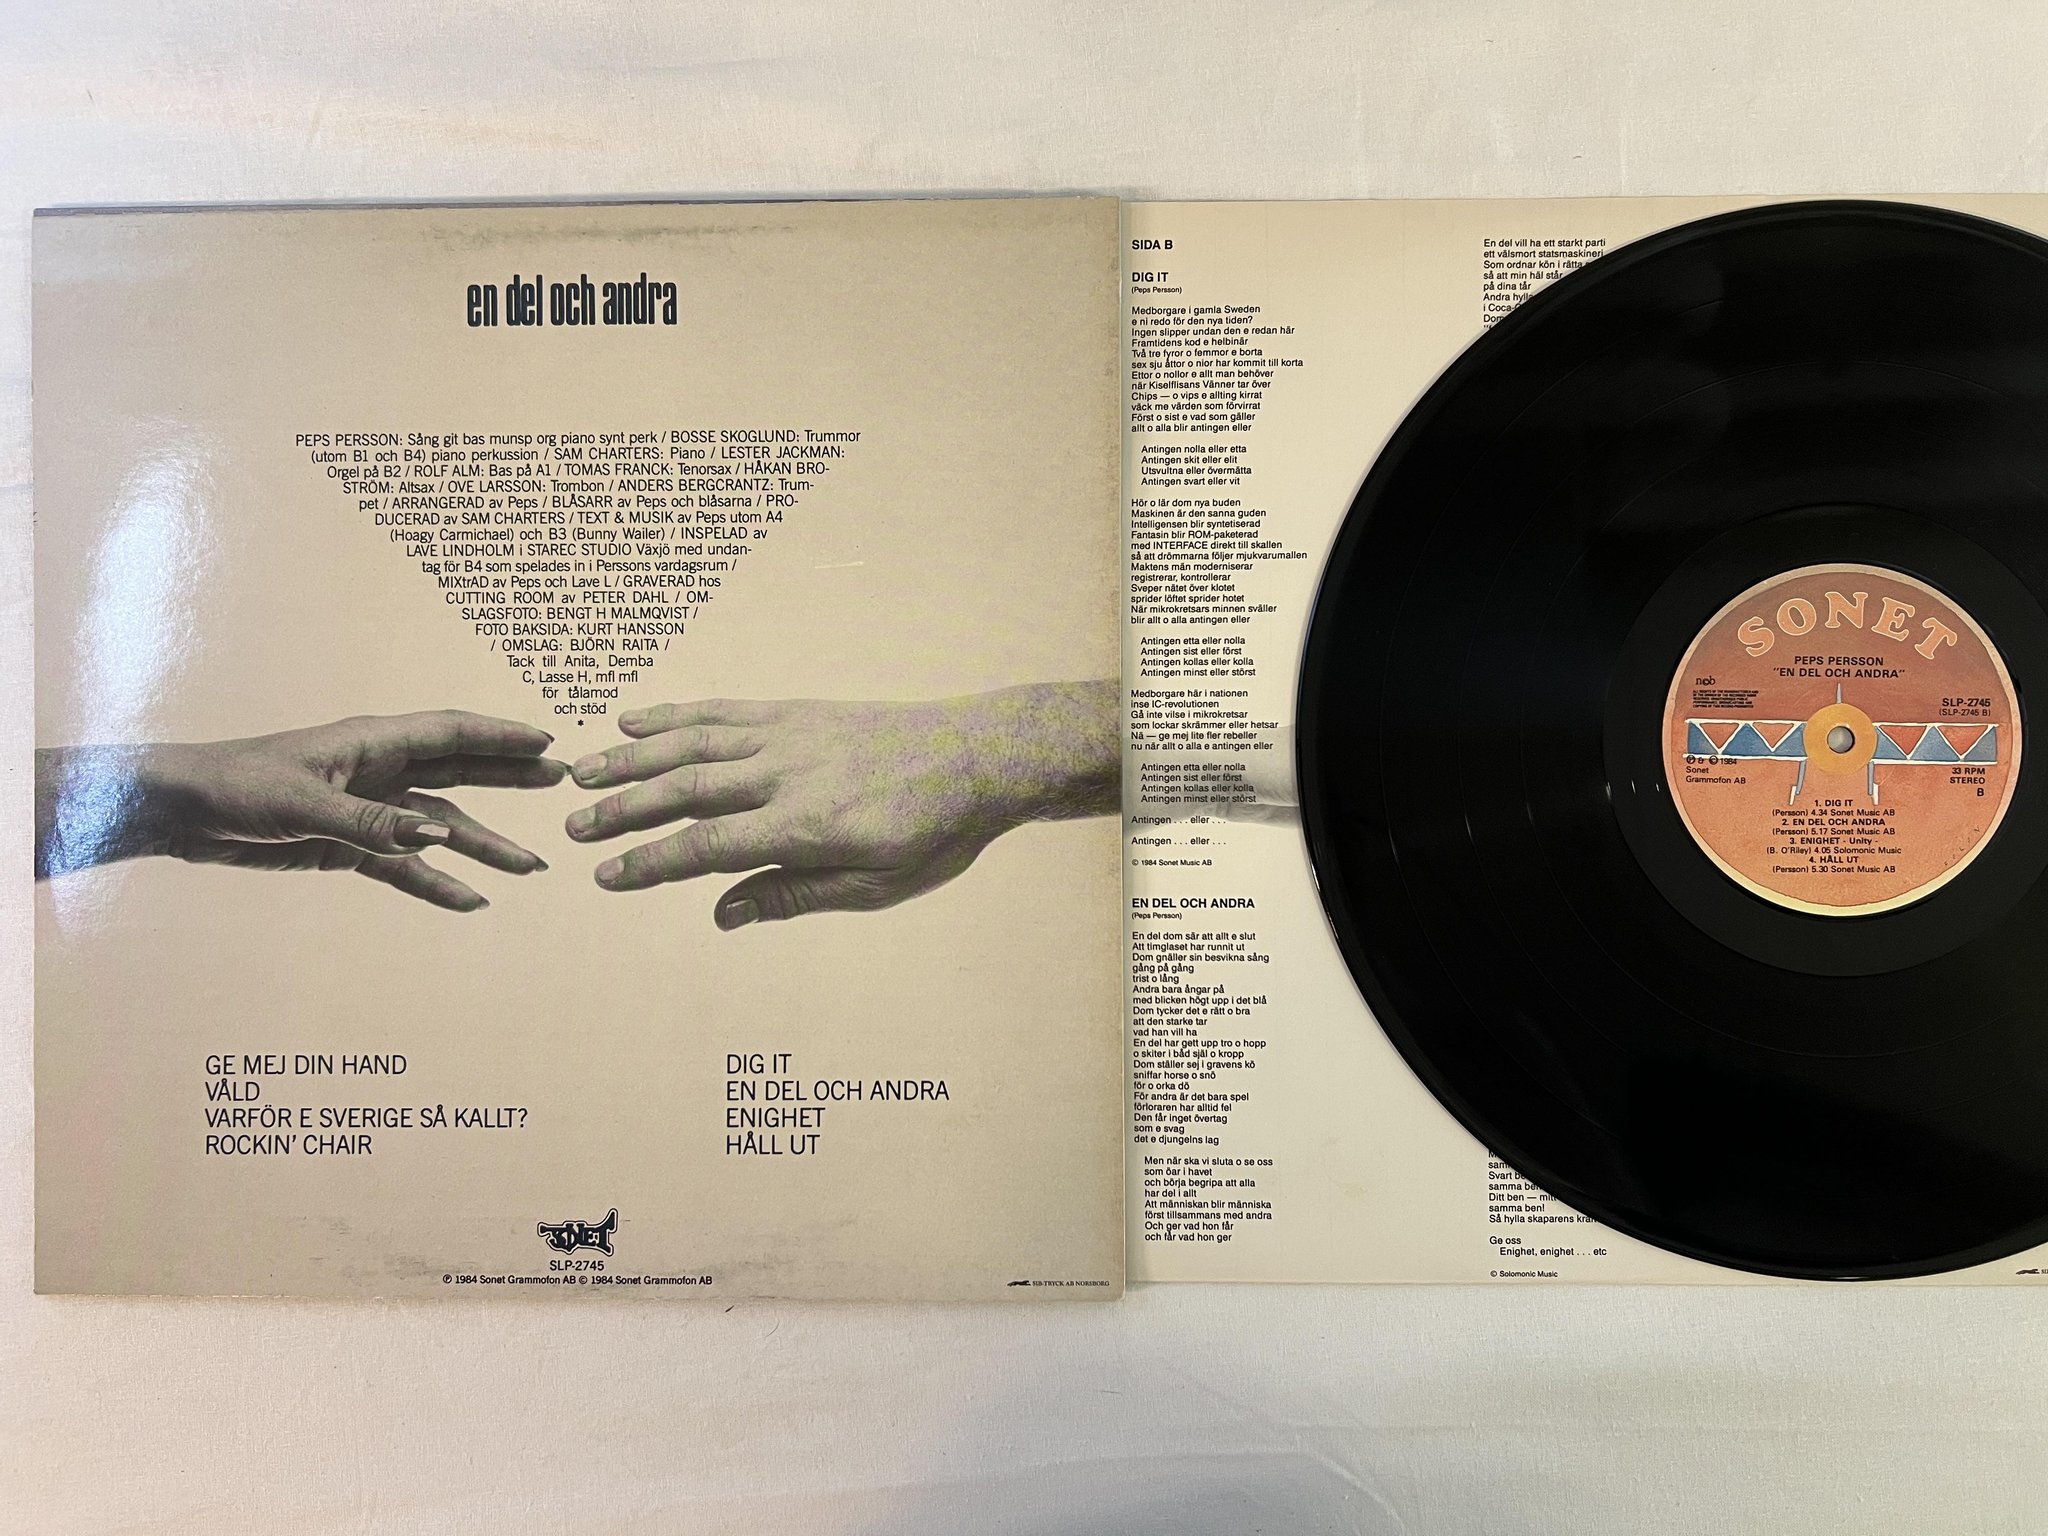 en del och andra
PEPS PERSSON: Sång git bas munsp org piano synt perk / BOSSE SKOGLUND: Trummor
(utom B1 och B4) piano perkussion / SAM CHARTERS: Piano / LESTER JACKMAN:
Orgel på B2 / ROLF ALM: Bas på A1 / TOMAS FRANCK: Tenorsax / HÅKAN BRO-
STRÖM: Altsax / OVE LARSSON: Trombon / ANDERS BERGCRANTZ: Trum-
pet / ARRANGERAD av Peps / BLÅSARR av Peps och blåsarna / PRO-
DUCERAD av SAM CHARTERS / TEXT & MUSIK av Peps utom A4
(Hoagy Carmichael) och B3 (Bunny Wailer) / INSPELAD av
LAVE LINDHOLM i STAREC STUDIO Växjö med undan-
tag för B4 som spelades in i Perssons vardagsrum /
MIXtrAD av Peps och Lave L / GRAVERAD hos
CUTTING ROOM av PETER DAHL / OM-
SLAGSFOTO: BENGT H MALMQVIST /
FOTO BAKSIDA: KURT HANSSON
/ OMSLAG: BJÖRN RAITA /
Tack till Anita, Demba
C, Lasse H, mfl mfl
för tålamod
och stöd
*
GE MEJ DIN HAND
VÅLD
VARFÖR E SVERIGE SÅ KALLT?
ROCKIN' CHAIR
DIG IT
EN DEL OCH ANDRA
ENIGHET
HÅLL UT
SONET
SLP-2745
℗ 1984 Sonet Grammofon AB © 1984 Sonet Grammofon AB
SIB-TRYCK AB NORSBORG
SIDA B
DIG IT
(Peps Persson)
Medborgare i gamla Sweden
e ni redo för den nya tiden?
Ingen slipper undan den e redan här
Framtidens kod e helbinär
Två tre fyror o femmor e borta
sex sju åttor o nior har kommit till korta
Ettor o nollor e allt man behöver
när Kiselflisans Vänner tar över
Chips — o vips e allting kirrat
väck me värden som förvirrat
Först o sist e vad som gäller
allt o alla blir antingen eller
Antingen nolla eller etta
Antingen skit eller elit
Utsvultna eller övermätta
Antingen svart eller vit
Hör o lär dom nya buden
Maskinen är den sanna guden
Intelligensen blir syntetiserad
Fantasin blir ROM-paketerad
med INTERFACE direkt till skallen
så att drömmarna följer mjukvarumallen
Maktens män moderniserar
registrerar, kontrollerar
Sveper nätet över klotet
sprider löftet sprider hotet
När mikrokretsars minnen sväller
blir allt o alla antingen eller
Antingen etta eller nolla
Antingen sist eller först
Antingen kollas eller kolla
Antingen minst eller störst
Medborgare här i nationen
inse IC-revolutionen
Gå inte vilse i mikrokretsar
som lockar skrämmer eller hetsar
Nä — ge mej lite fler rebeller
nu när allt o alla e antingen eller
Antingen etta eller nolla
Antingen sist eller först
Antingen kollas eller kolla
Antingen minst eller störst
Antingen . . . eller . . .
Antingen . . . eller . . .
© 1984 Sonet Music AB
EN DEL OCH ANDRA
(Peps Persson)
En del dom sär att allt e slut
Att timglaset har runnit ut
Dom gnäller sin besvikna sång
gång på gång
trist o lång
Andra bara ångar på
med blicken högt upp i det blå
Dom tycker det e rätt o bra
att den starke tar
vad han vill ha
En del har gett upp tro o hopp
o skiter i båd själ o kropp
Dom ställer sej i gravens kö
sniffar horse o snö
för o orka dö
För andra är det bara spel
förloraren har alltid fel
Den får inget övertag
som e svag
det e djungelns lag
Men när ska vi sluta o se oss
som öar i havet
och börja begripa att alla
har del i allt
Att människan blir människa
först tillsammans med andra
Och ger vad hon får
och får vad hon ger
En del vill ha ett starkt parti
ett välsmort statsmaskineri
Som ordnar kön i rätta
så att min häl står
på dina tår
Andra hylla
i Coca-
Dom
samm
Svart be
samma ben
Ditt ben — mitt
samma ben!
Så hylla skaparens kraft
Ge oss
Enighet, enighet . . . etc
© Solomonic Music
SONET
PEPS PERSSON
"EN DEL OCH ANDRA"
ncb
SLP-2745
(SLP-2745 B)
℗ & © 1984
Sonet
Grammofon AB
33 RPM
STEREO
B
1. DIG IT
(Persson) 4.34 Sonet Music AB
2. EN DEL OCH ANDRA
(Persson) 5.17 Sonet Music AB
3. ENIGHET - Unity -
(B. O'Riley) 4.05 Solomonic Music
4. HÅLL UT
(Persson) 5.30 Sonet Music AB